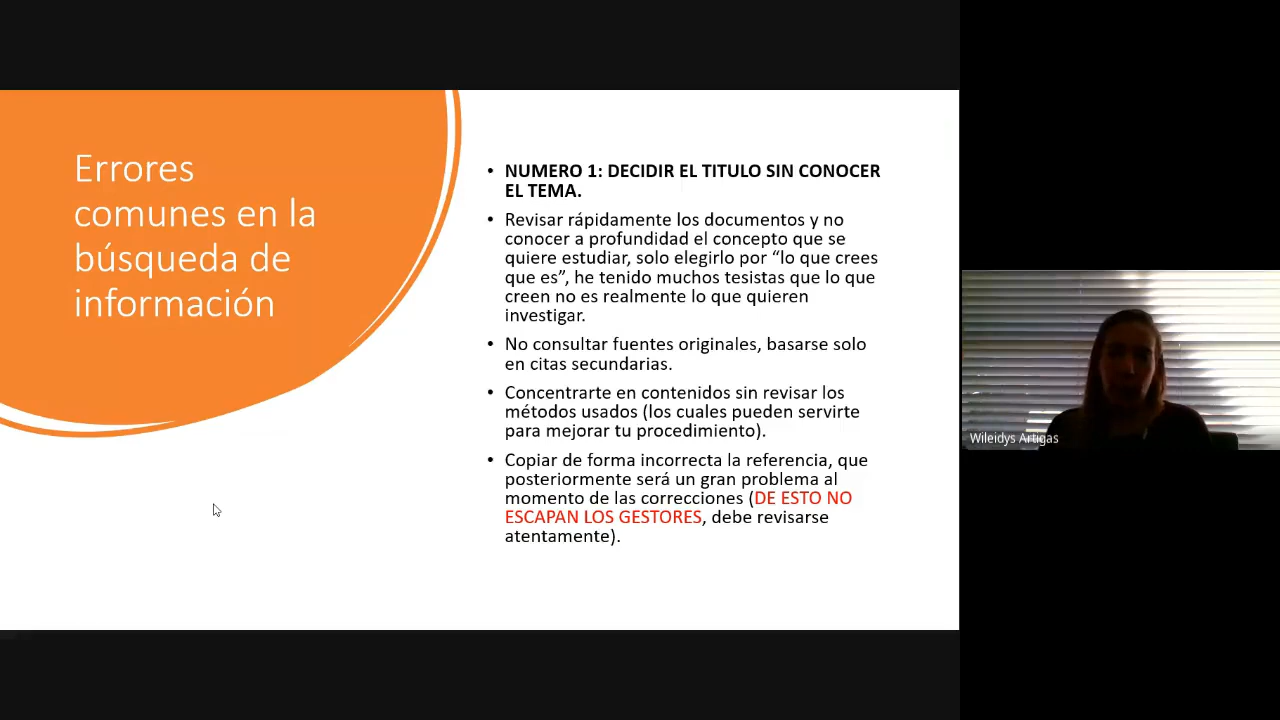 Errores
comunes en la
búsqueda de
información
• NUMERO 1: DECIDIR EL TITULO SIN CONOCER
EL TEMA.
• Revisar rápidamente los documentos y no
conocer a profundidad el concepto que se
quiere estudiar, solo elegirlo por “lo que crees
que es”, he tenido muchos tesistas que lo que
creen no es realmente lo que quieren
investigar.
• No consultar fuentes originales, basarse solo
en citas secundarias.
• Concentrarte en contenidos sin revisar los
métodos usados (los cuales pueden servirte
para mejorar tu procedimiento).
• Copiar de forma incorrecta la referencia, que
posteriormente será un gran problema al
momento de las correcciones (DE ESTO NO
ESCAPAN LOS GESTORES, debe revisarse
atentamente).
Wileidys Artigas